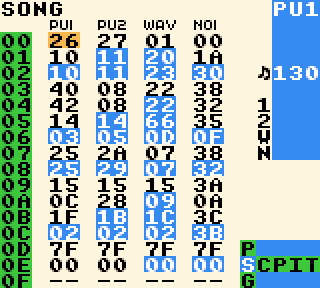 SONG PU1
PU1 PU2 WAV NOI
00 26 27 01 00
01 10 11 20 1A
02 10 11 23 30 130
03 40 08 22 38
04 42 08 22 32 1
05 14 14 66 35 2
06 03 05 0D 0F W
07 25 2A 07 38 N
08 25 29 07 32
09 15 15 15 3A
0A 0C 28 09 0A
0B 1F 1B 1C 3C
0C 02 02 02 3B
0D 7F 7F 7F 7F P
0E 00 00 00 00 SCPIT
0F -- -- -- -- G